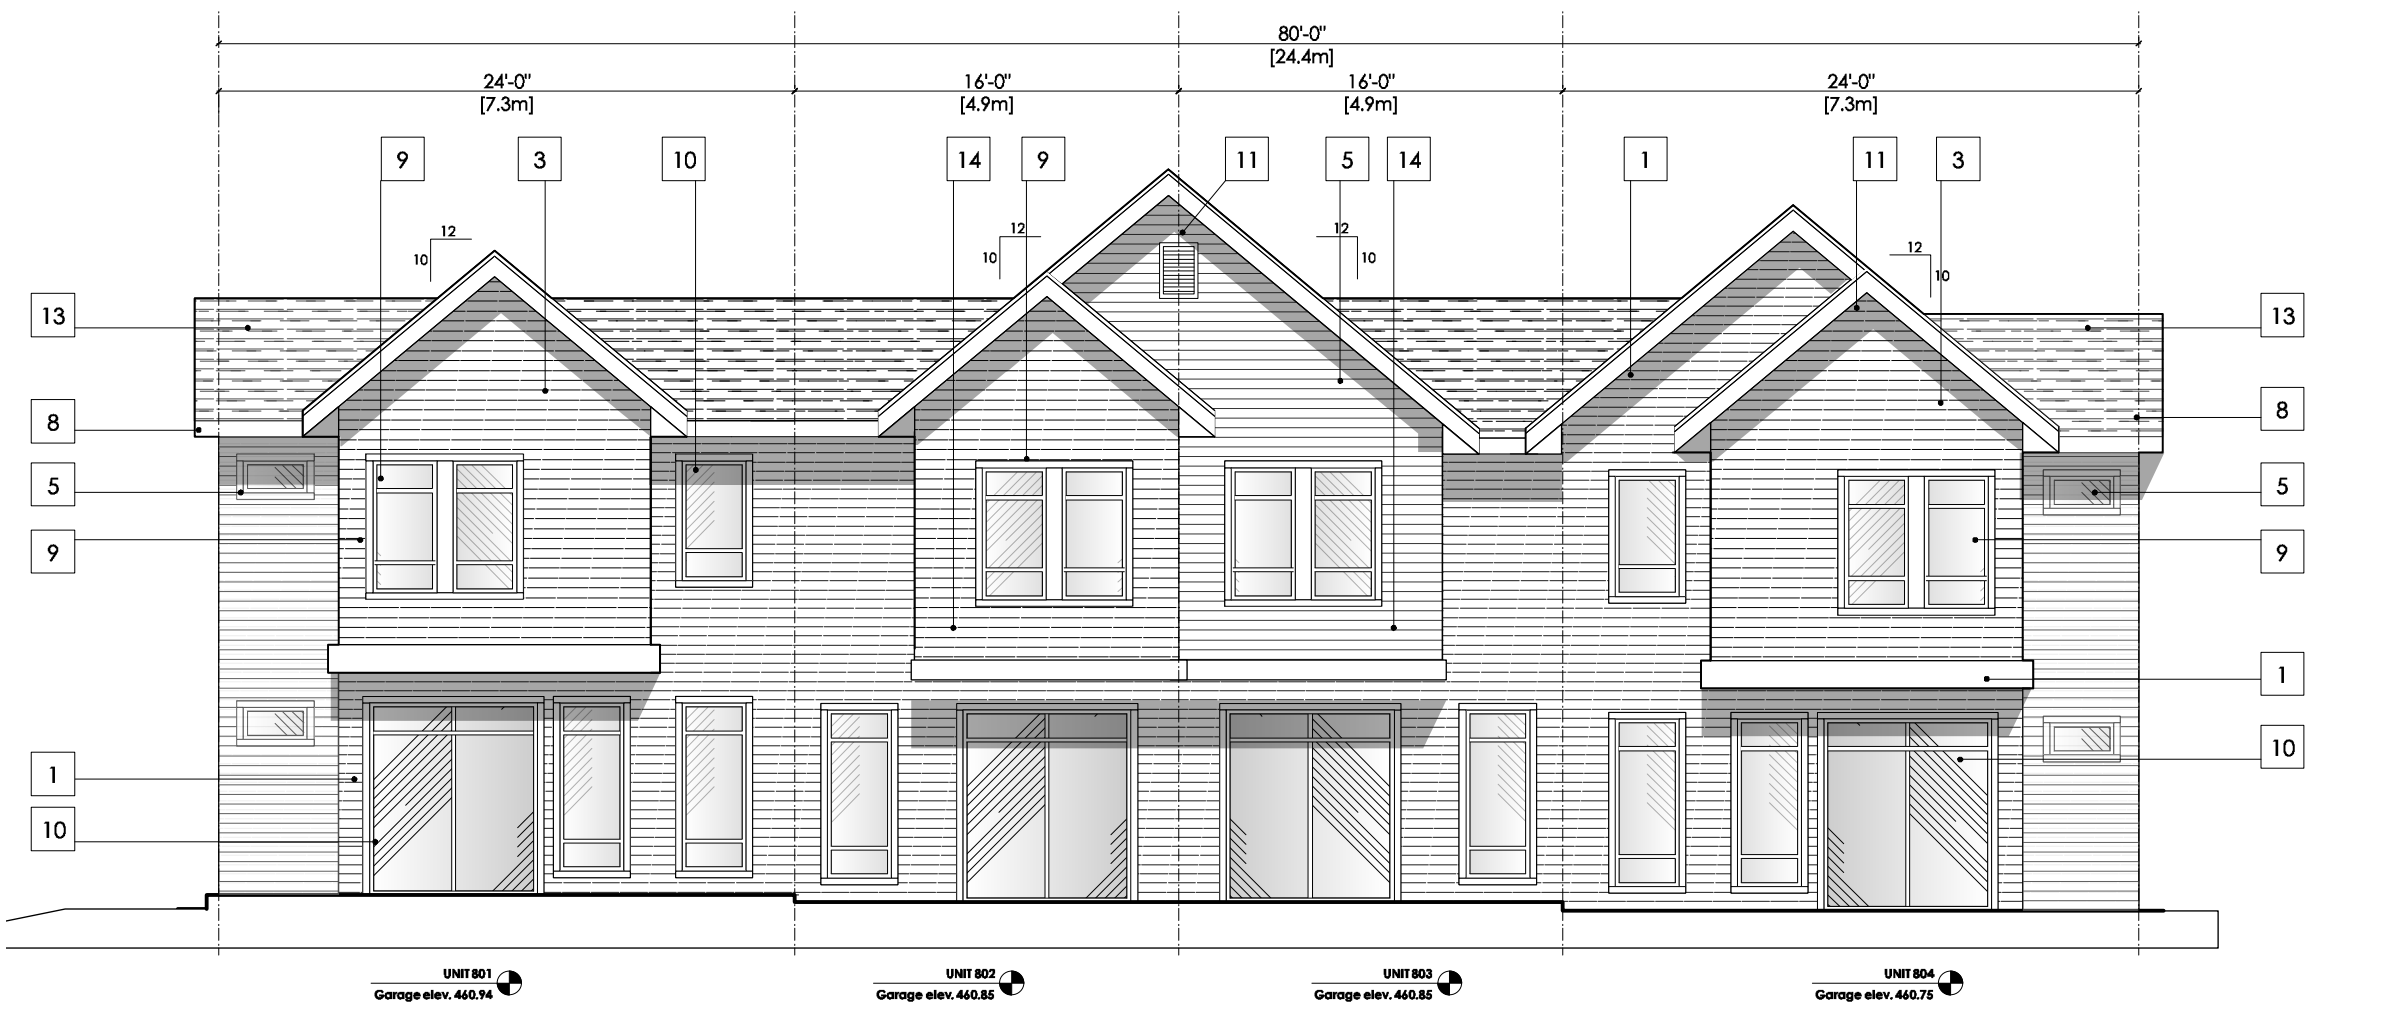 80'-0"
[24.4m]
24'-0"
[7.3m]
16'-0"
[4.9m]
16'-0"
[4.9m]
24'-0"
[7.3m]
9
3
10
14
9
11
5
14
1
11
3
12
10
12
10
12
10
12
10
13
8
5
9
1
10
13
8
5
9
1
10
UNIT 801
Garage elev. 460.94
UNIT 802
Garage elev. 460.85
UNIT 803
Garage elev. 460.85
UNIT 804
Garage elev. 460.75